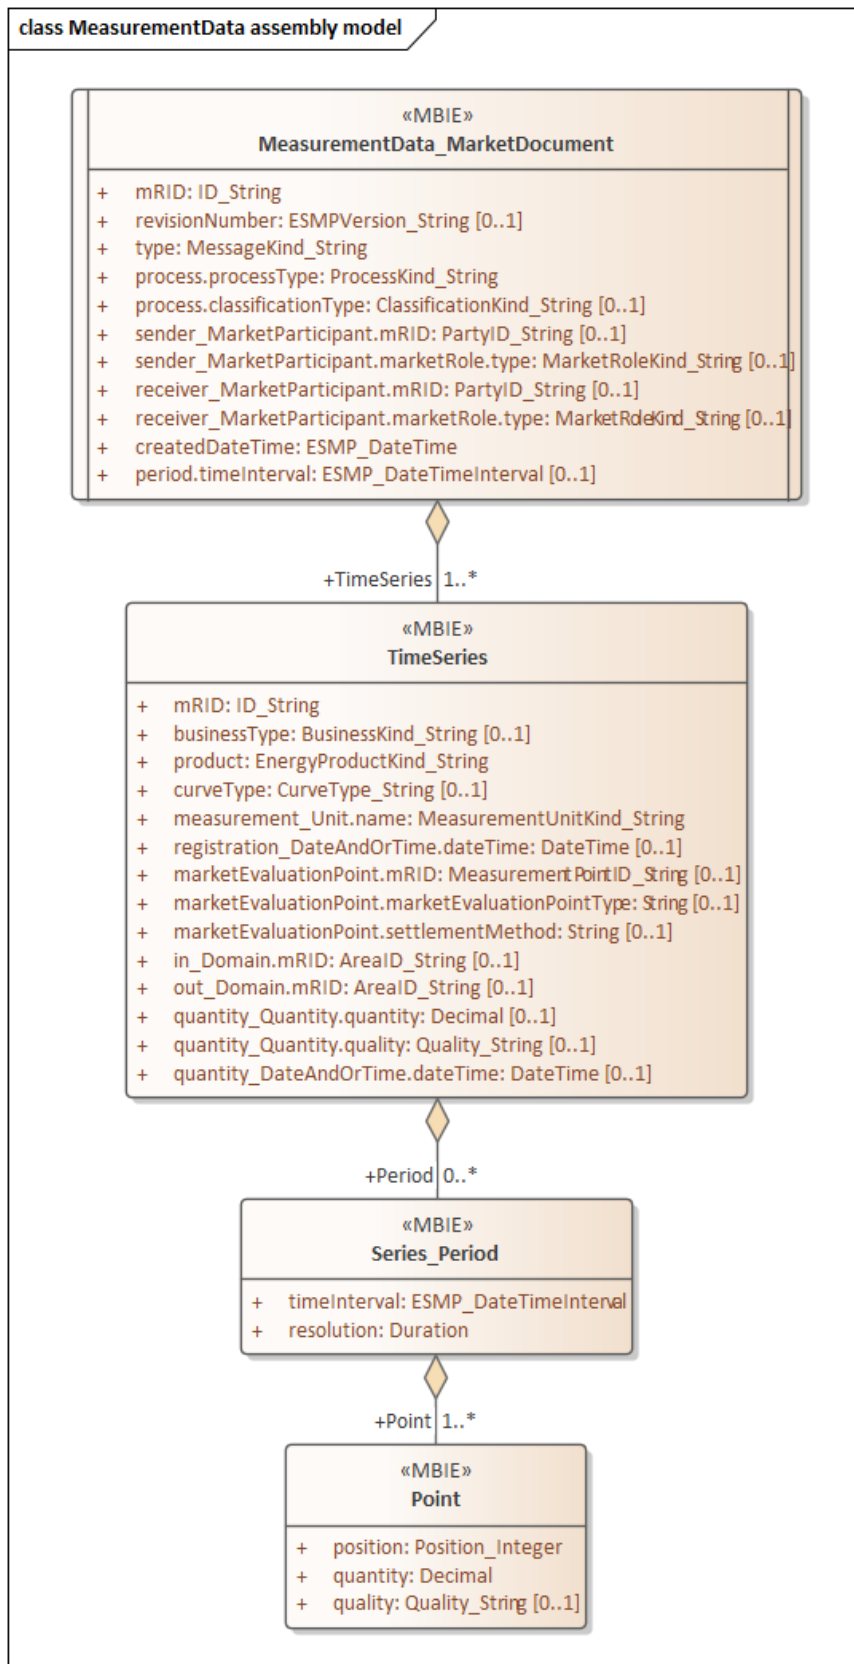 class MeasurementData assembly model
«MBIE»
MeasurementData_MarketDocument
+ mRID: ID_String
+ revisionNumber: ESMPVersion_String [0..1]
+ type: MessageKind_String
+ process.processType: ProcessKind_String
+ process.classificationType: ClassificationKind_String [0..1]
+ sender_MarketParticipant.mRID: PartyID_String [0..1]
+ sender_MarketParticipant.marketRole.type: MarketRoleKind_String [0..1]
+ receiver_MarketParticipant.mRID: PartyID_String [0..1]
+ receiver_MarketParticipant.marketRole.type: MarketRoleKind_String [0..1]
+ createdDateTime: ESMP_DateTime
+ period.timeInterval: ESMP_DateTimeInterval [0..1]
+TimeSeries 1..*
«MBIE»
TimeSeries
+ mRID: ID_String
+ businessType: BusinessKind_String [0..1]
+ product: EnergyProductKind_String
+ curveType: CurveType_String [0..1]
+ measurement_Unit.name: MeasurementUnitKind_String
+ registration_DateAndOrTime.dateTime: DateTime [0..1]
+ marketEvaluationPoint.mRID: MeasurementPointID_String [0..1]
+ marketEvaluationPoint.marketEvaluationPointType: String [0..1]
+ marketEvaluationPoint.settlementMethod: String [0..1]
+ in_Domain.mRID: AreaID_String [0..1]
+ out_Domain.mRID: AreaID_String [0..1]
+ quantity_Quantity.quantity: Decimal [0..1]
+ quantity_Quantity.quality: Quality_String [0..1]
+ quantity_DateAndOrTime.dateTime: DateTime [0..1]
+Period 0..*
«MBIE»
Series_Period
+ timeInterval: ESMP_DateTimeInterval
+ resolution: Duration
+Point 1..*
«MBIE»
Point
+ position: Position_Integer
+ quantity: Decimal
+ quality: Quality_String [0..1]